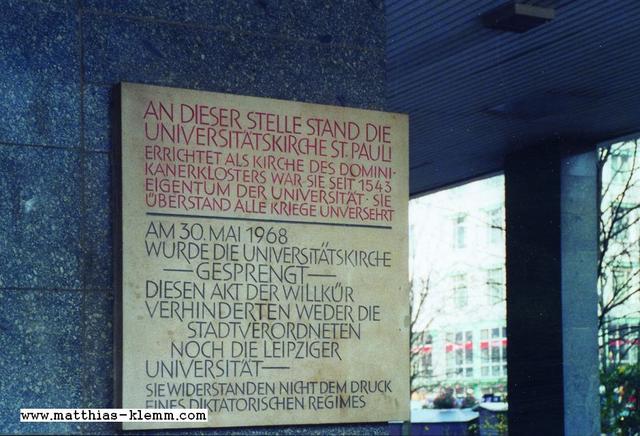 AN DIESER STELLE STAND DIE
UNIVERSITÄTSKIRCHE ST. PAULI
ERRICHTET ALS KIRCHE DES DOMINI-
KANERKLOSTERS WAR SIE SEIT 1543
EIGENTUM DER UNIVERSITÄT · SIE
ÜBERSTAND ALLE KRIEGE UNVERSEHRT
AM 30. MAI 1968
WURDE DIE UNIVERSITÄTSKIRCHE
— GESPRENGT —
DIESEN AKT DER WILLKÜR
VERHINDERTEN WEDER DIE
STADTVERORDNETEN
NOCH DIE LEIPZIGER
UNIVERSITÄT —
SIE WIDERSTANDEN NICHT DEM DRUCK
EINES DIKTATORISCHEN REGIMES
www.matthias-klemm.com